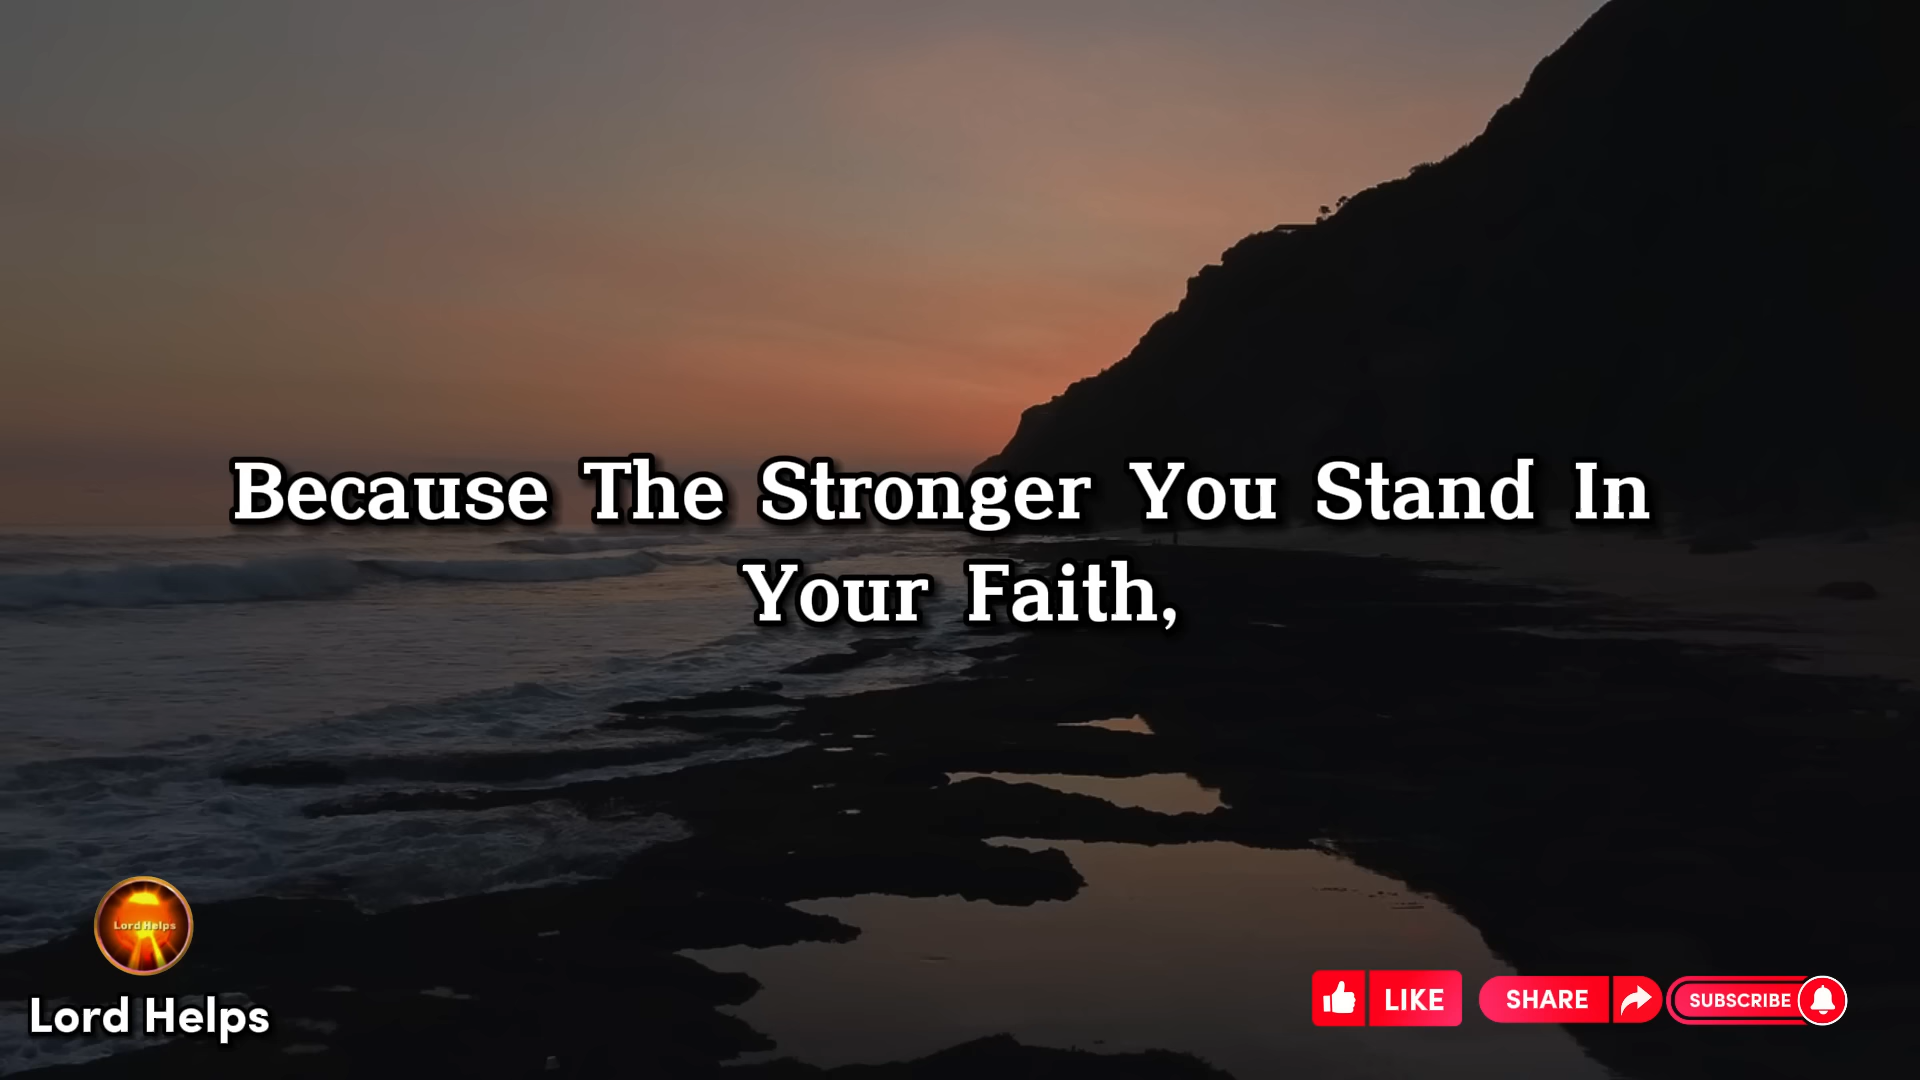 Because The Stronger You Stand In
Your Faith,
Lord Helps
Lord Helps
LIKE
SHARE
SUBSCRIBE